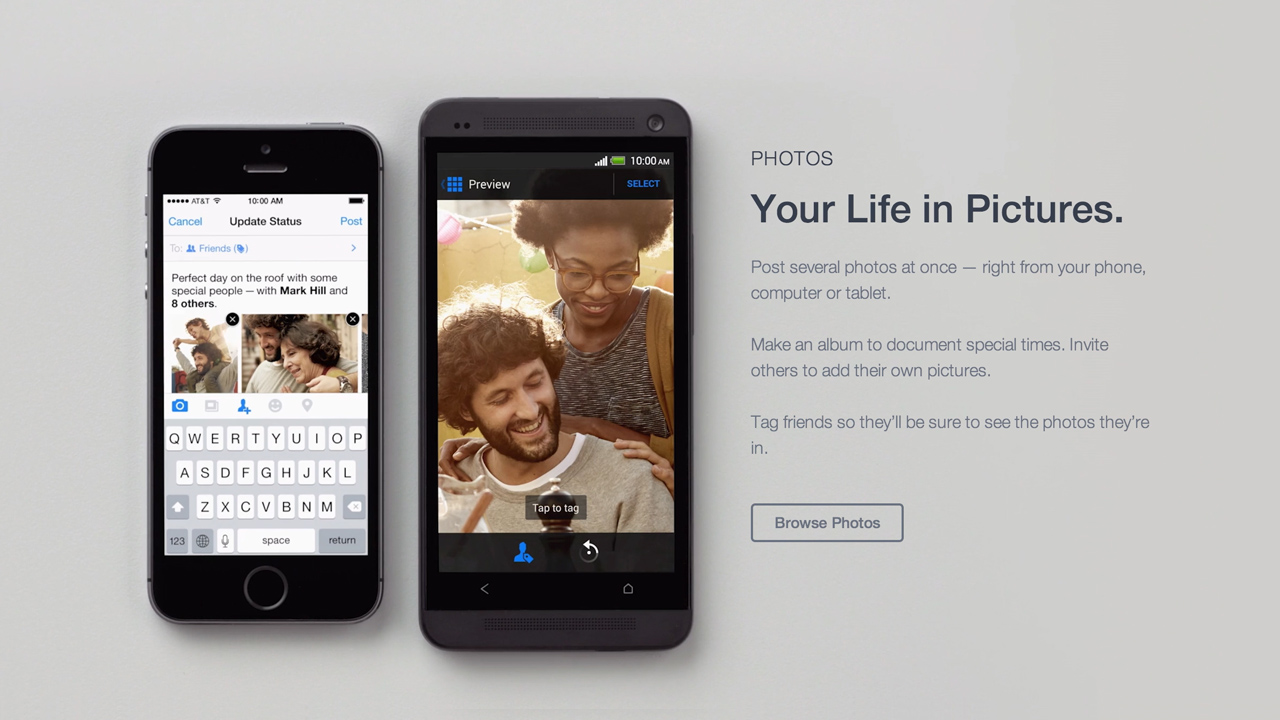 AT&T 10:00 AM
Cancel Update Status Post
To: Friends
Perfect day on the roof with some
special people — with Mark Hill and
8 others.
Q W E R T Y U I O P
A S D F G H J K L
Z X C V B N M
123 space return
10:00 AM
Preview SELECT
Tap to tag
PHOTOS
Your Life in Pictures.
Post several photos at once — right from your phone,
computer or tablet.
Make an album to document special times. Invite
others to add their own pictures.
Tag friends so they’ll be sure to see the photos they’re
in.
Browse Photos